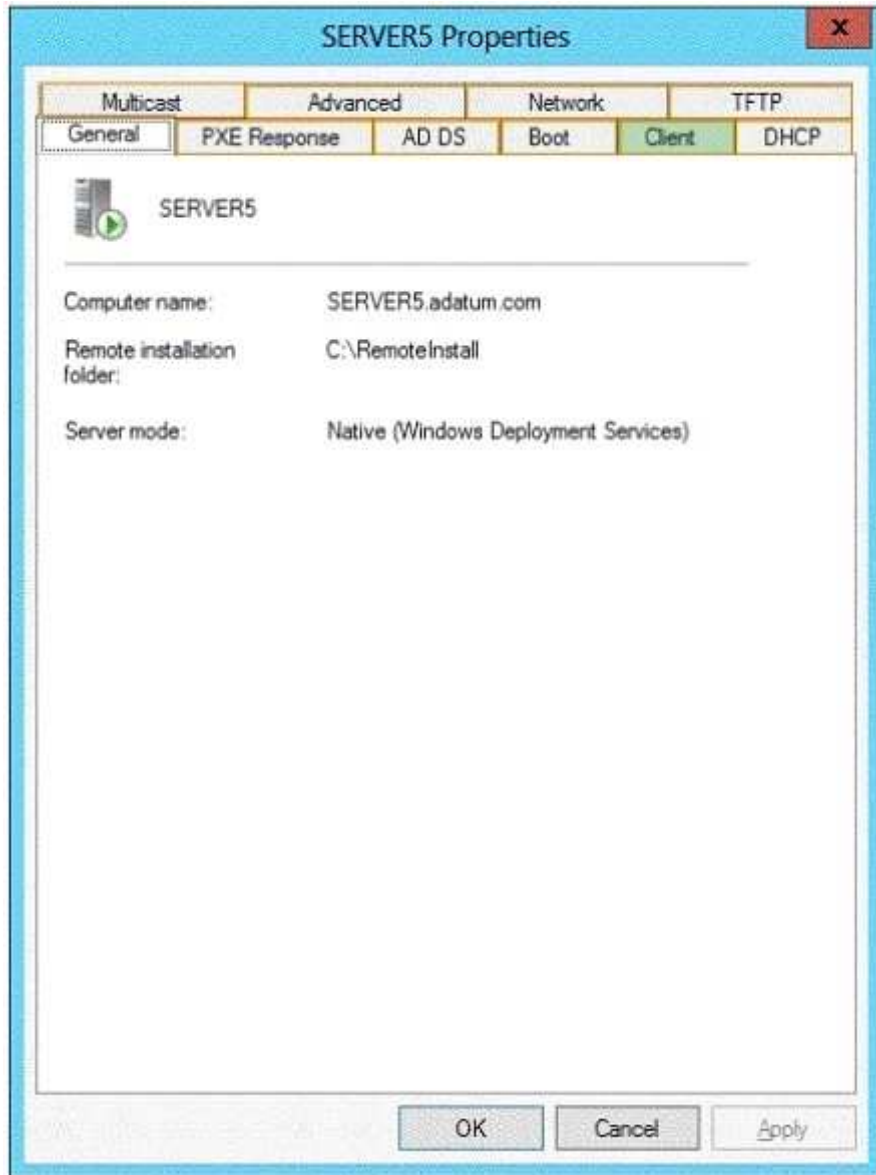 SERVER5 Properties
x
Multicast Advanced Network TFTP
General PXE Response AD DS Boot Client DHCP
SERVER5
Computer name: SERVER5.adatum.com
Remote installation C:\RemoteInstall
folder:
Server mode: Native (Windows Deployment Services)
OK Cancel Apply